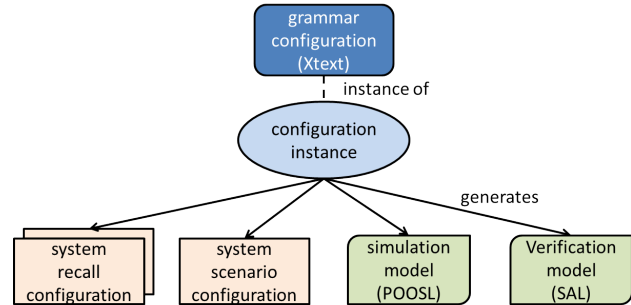 grammar
configuration
(Xtext)
instance of
configuration
instance
generates
system
recall
configuration
system
scenario
configuration
simulation
model
(POOSL)
Verification
model
(SAL)